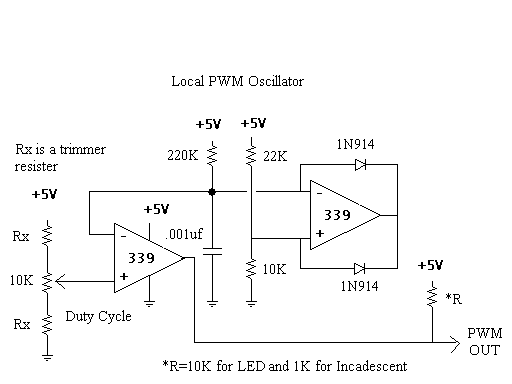 Local PWM Oscillator
+5V +5V
1N914
Rx is a trimmer
resister
220K 22K
+5V
-
339
+
+5V
.001uf
Rx
-
339
+
10K
10K
1N914
+5V
*R
Rx
Duty Cycle
PWM
OUT
*R=10K for LED and 1K for Incadescent